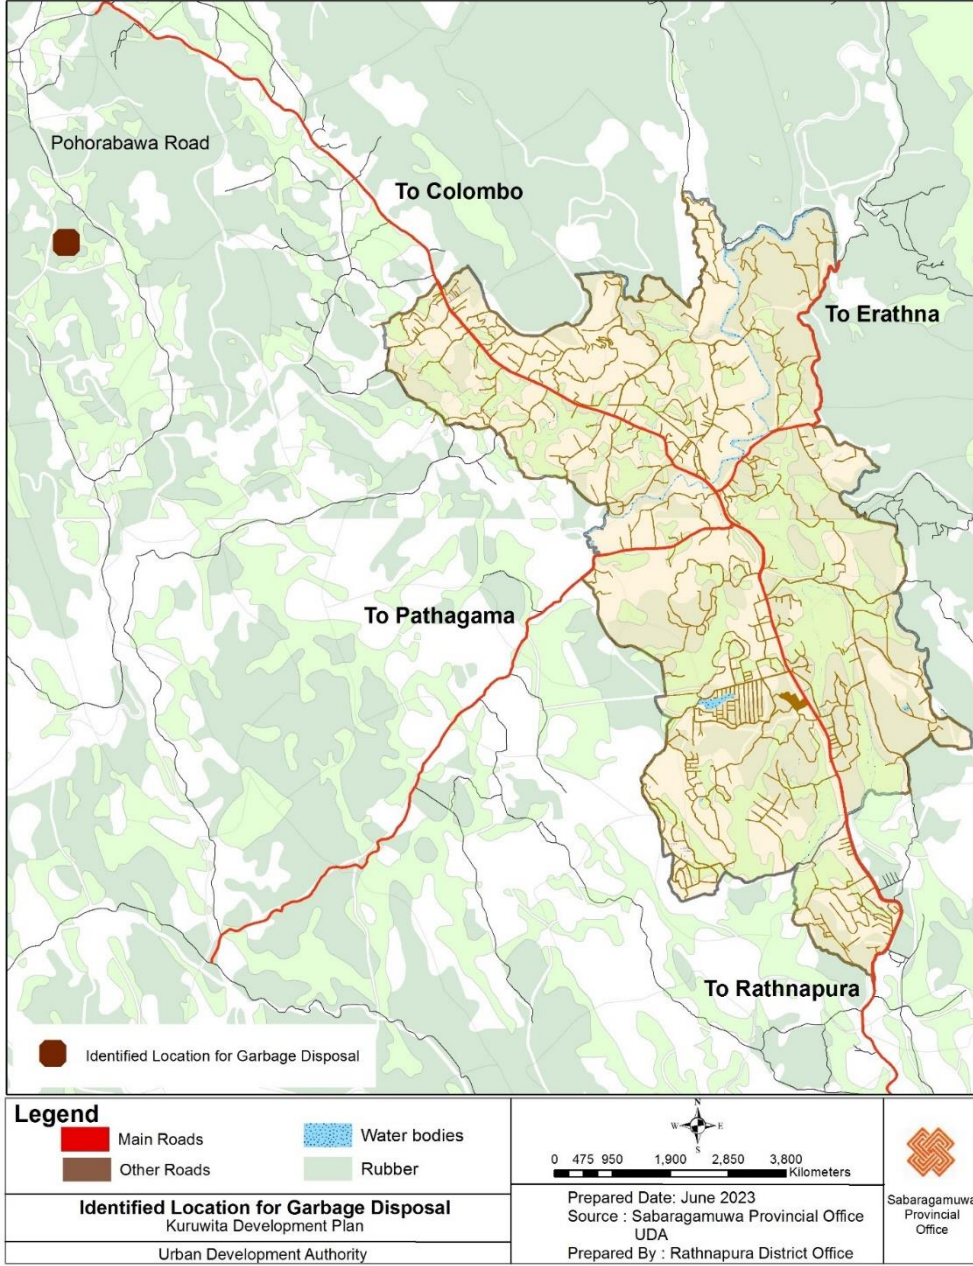 Pohorabawa Road
To Colombo
To Erathna
To Pathagama
To Rathnapura
Identified Location for Garbage Disposal
Legend
Main Roads
Other Roads
Water bodies
Rubber
Identified Location for Garbage Disposal
Kuruwita Development Plan
Urban Development Authority
N
W E
S
0 475 950 1,900 2,850 3,800
Kilometers
Prepared Date: June 2023
Source : Sabaragamuwa Provincial Office
UDA
Prepared By : Rathnapura District Office
Sabaragamuwa
Provincial
Office